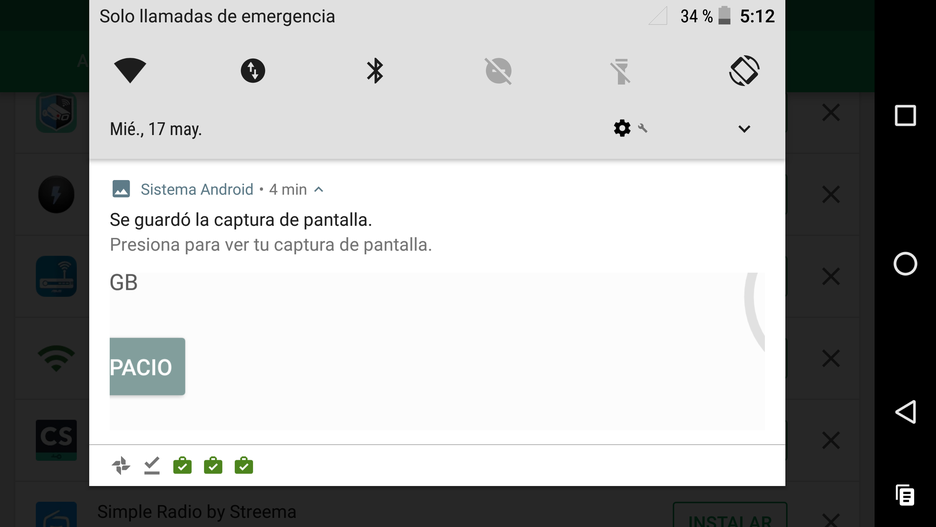 Solo llamadas de emergencia
34 % 5:12
Mié., 17 may.
Sistema Android • 4 min
Se guardó la captura de pantalla.
Presiona para ver tu captura de pantalla.
GB
PACIO
CS
Simple Radio by Streema
INSTALAR